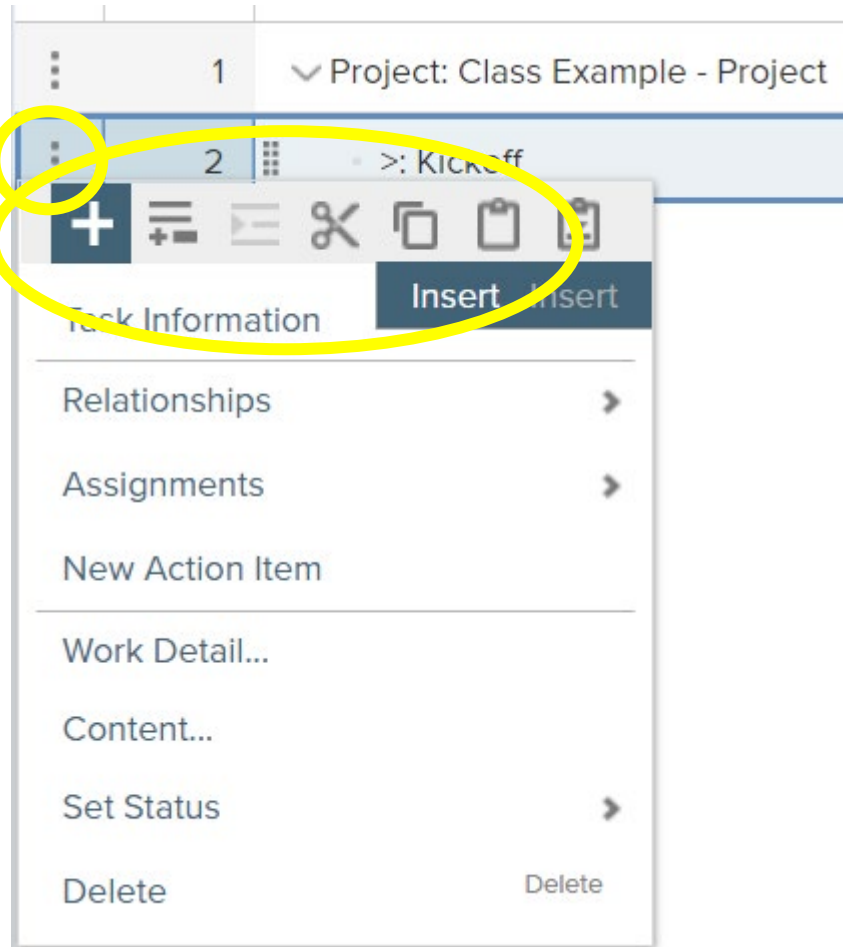 1 Project: Class Example - Project
2 >: Kickoff
Insert Insert
Task Information
Relationships
Assignments
New Action Item
Work Detail...
Content...
Set Status
Delete Delete